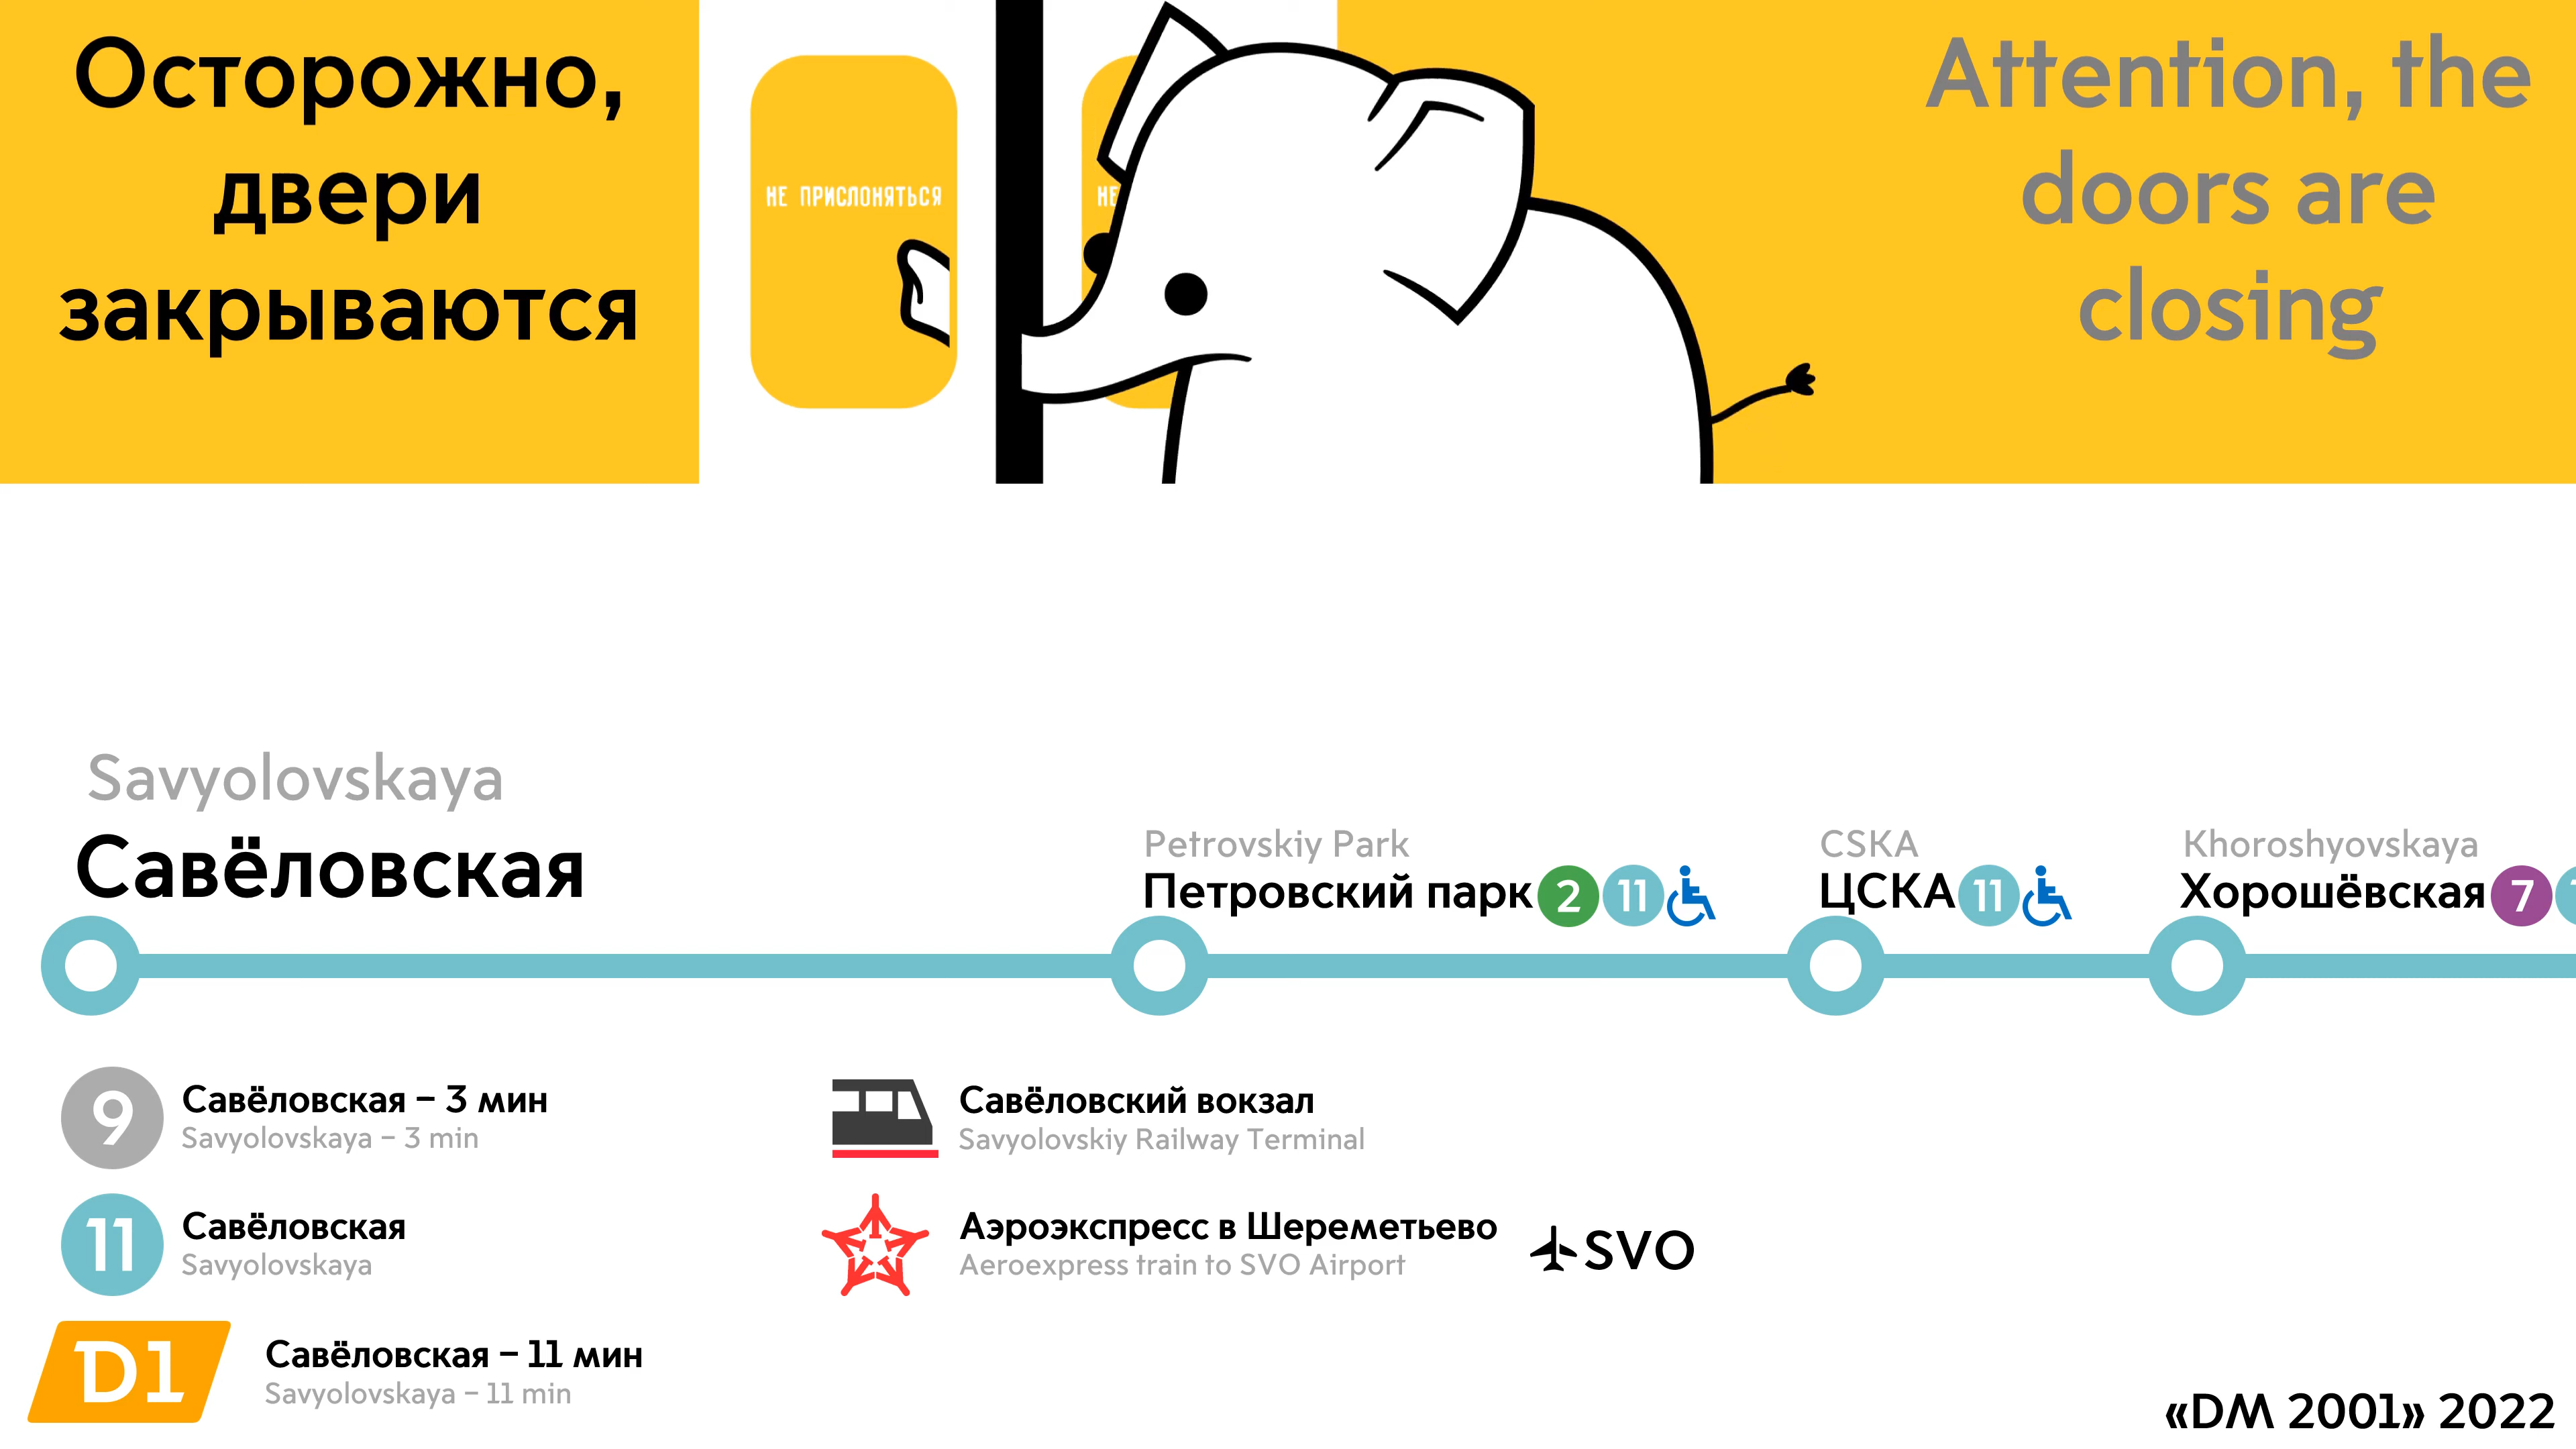 Осторожно,
двери
закрываются
НЕ ПРИСЛОНЯТЬСЯ
НЕ
Attention, the
doors are
closing
Savyolovskaya
Савёловская
Petrovskiy Park
Петровский парк 2 11
CSKA
ЦСКА 11
Khoroshyovskaya
Хорошёвская 7
9
Савёловская – 3 мин
Savyolovskaya – 3 min
Савёловский вокзал
Savyolovskiy Railway Terminal
11
Савёловская
Savyolovskaya
Аэроэкспресс в Шереметьево
Aeroexpress train to SVO Airport
SVO
D1
Савёловская – 11 мин
Savyolovskaya – 11 min
«DM 2001» 2022